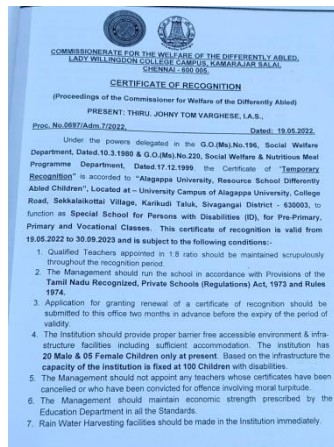 COMMISSIONERATE FOR THE WELFARE OF THE DIFFERENTLY ABLED,
LADY WILLINGDON COLLEGE CAMPUS, KAMARAJAR SALAI,
CHENNAI - 600 005.
CERTIFICATE OF RECOGNITION
(Proceedings of the Commissioner for Welfare of the Differently Abled)
PRESENT: THIRU. JOHNY TOM VARGHESE, I.A.S.,
Proc. No.0697/Adm.7/2022, Dated: 19.05.2022.
Under the powers delegated in the G.O.(Ms).No.196, Social Welfare
Department, Dated.10.3.1980 & G.O.(Ms).No.220, Social Welfare & Nutritious Meal
Programme Department, Dated.17.12.1999, the Certificate of "Temporary
Recognition" is accorded to "Alagappa University, Resource School Differently
Abled Children", Located at – University Campus of Alagappa University, College
Road, Sekkalaikottai Village, Karikudi Taluk, Sivagangai District - 630003, to
function as Special School for Persons with Disabilities (ID), for Pre-Primary,
Primary and Vocational Classes. This certificate of recognition is valid from
19.05.2022 to 30.09.2023 and is subject to the following conditions:-
1. Qualified Teachers appointed in 1:8 ratio should be maintained scrupulously
throughout the recognition period.
2. The Management should run the school in accordance with Provisions of the
Tamil Nadu Recognized, Private Schools (Regulations) Act, 1973 and Rules
1974.
3. Application for granting renewal of a certificate of recognition should be
submitted to this office two months in advance before the expiry of the period of
validity.
4. The Institution should provide proper barrier free accessible environment & infra-
structure facilities including sufficient accommodation. The institution has
20 Male & 05 Female Children only at present. Based on the infrastructure the
capacity of the institution is fixed at 100 Children with disabilities.
5. The Management should not appoint any teachers whose certificates have been
cancelled or who have been convicted for offence involving moral turpitude.
6. The Management should maintain economic strength prescribed by the
Education Department in all the Standards.
7. Rain Water Harvesting facilities should be made in the Institution immediately.